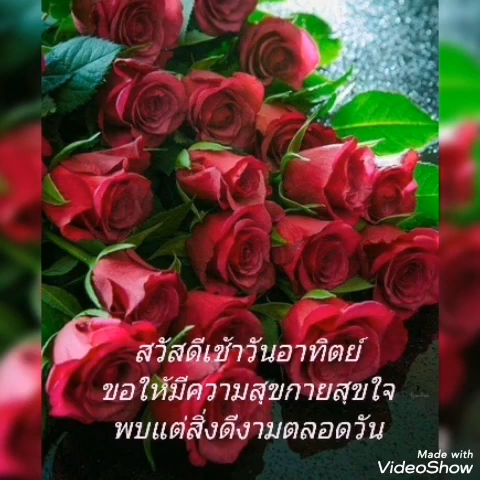 สวัสดีเช้าวันอาทิตย์
ขอให้มีความสุขกายสุขใจ
พบแต่สิ่งดีงามตลอดวัน
Made with
VideoShow